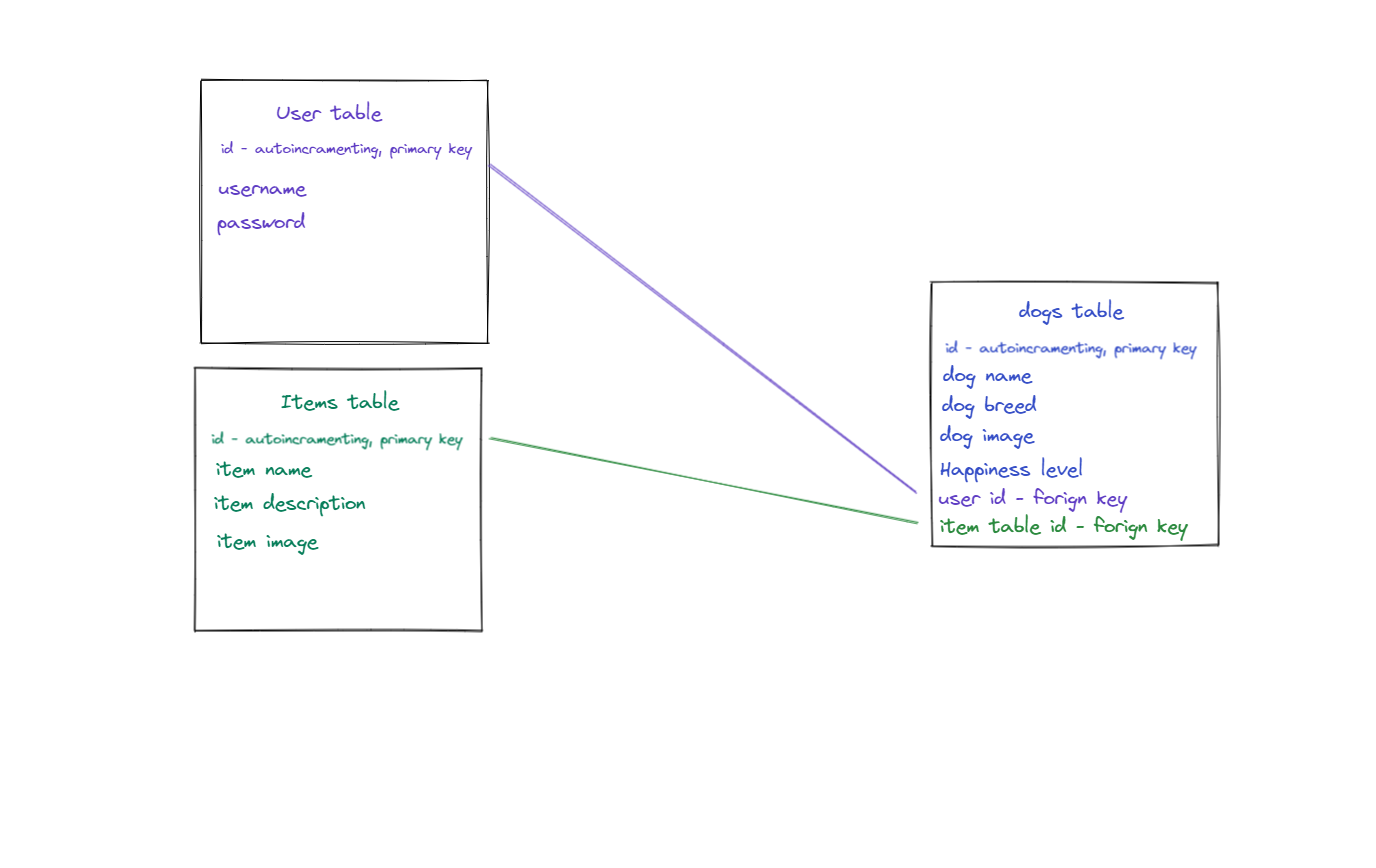 User table
id - autoincramenting, primary key
username
password
Items table
id - autoincramenting, primary key
item name
item description
item image
dogs table
id - autoincramenting, primary key
dog name
dog breed
dog image
Happiness level
user id - forign key
item table id - forign key